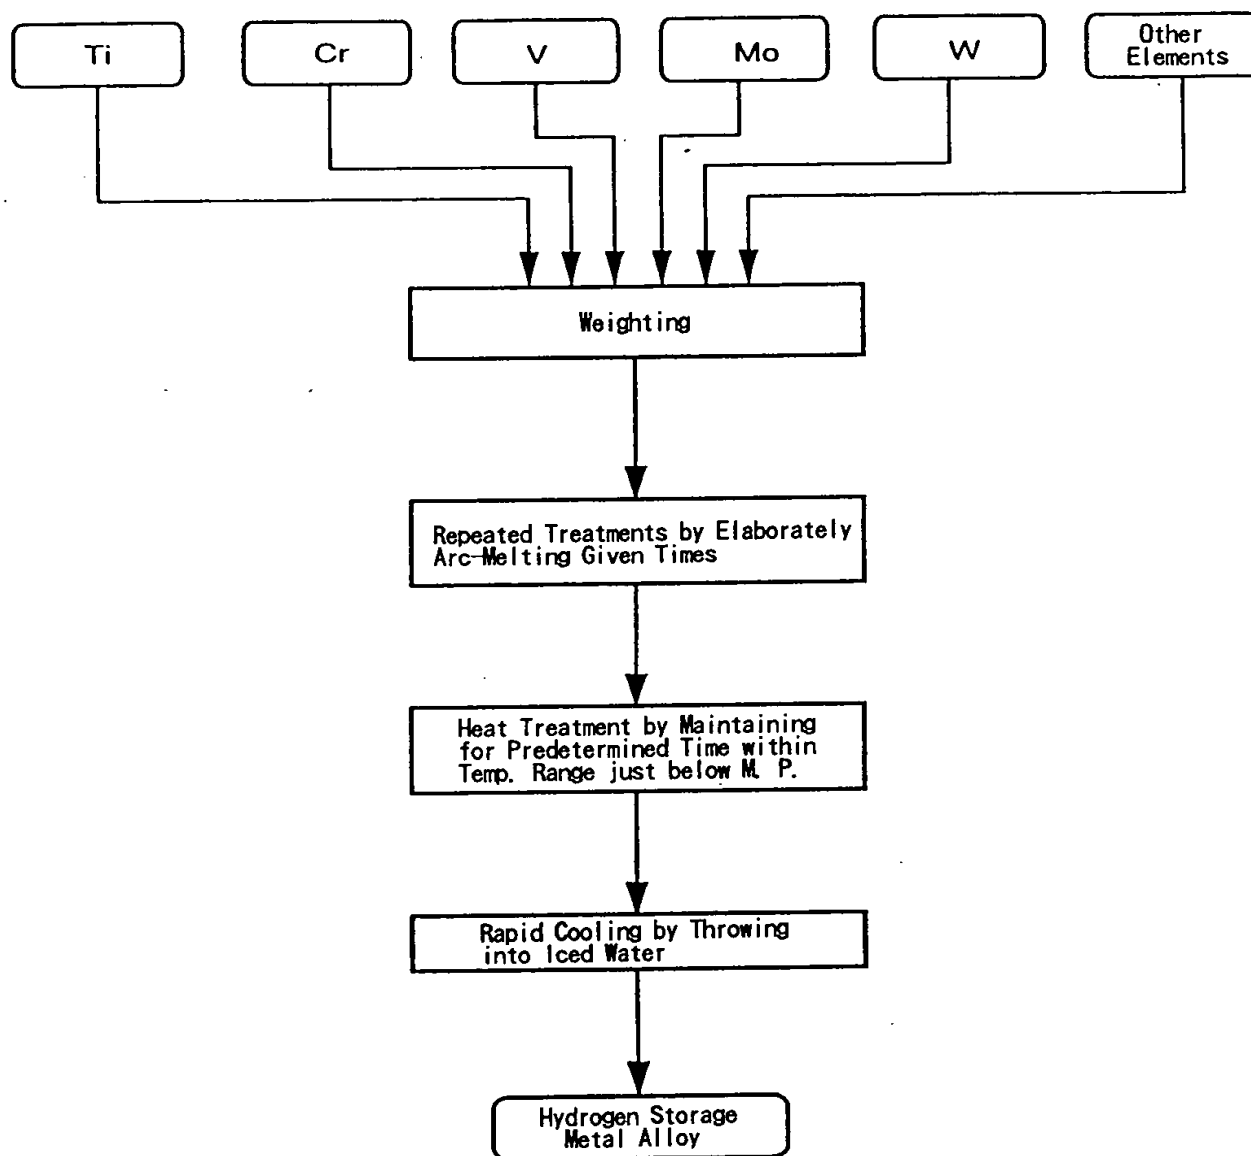 Ti
Cr
V
Mo
W
Other
Elements
Weighting
Repeated Treatments by Elaborately
Arc-Melting Given Times
Heat Treatment by Maintaining
for Predetermined Time within
Temp. Range just below M. P.
Rapid Cooling by Throwing
into Iced Water
Hydrogen Storage
Metal Alloy